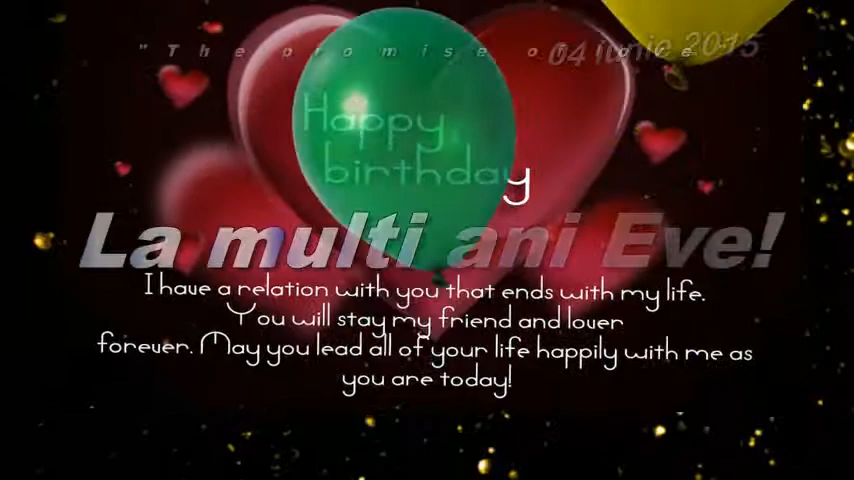 "The promise of love
04 iunie 2015
Happy
birthday
La multi ani Eve!
I have a relation with you that ends with my life.
You will stay my friend and lover
forever. May you lead all of your life happily with me as
you are today!